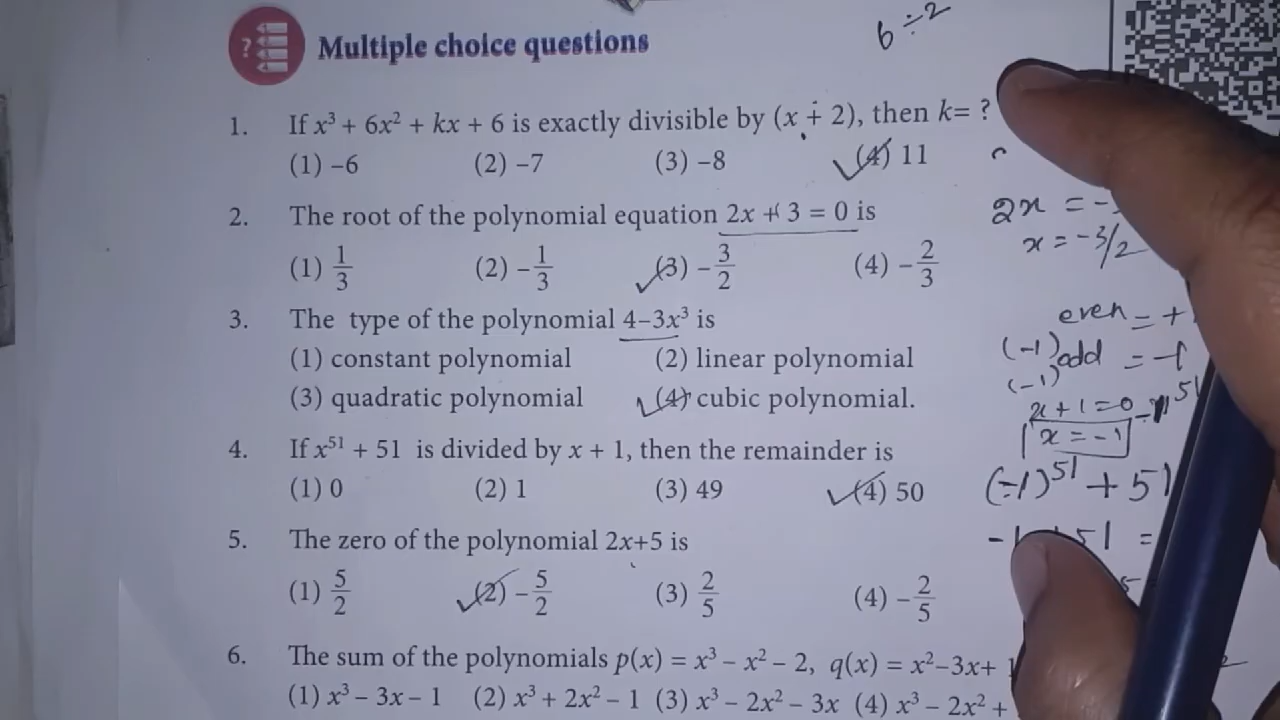 6 ÷ 2
Multiple choice questions
1. If x³ + 6x² + kx + 6 is exactly divisible by (x + 2), then k= ?
(1) –6 (2) –7 (3) –8 (4) 11
2. The root of the polynomial equation 2x + 3 = 0 is
2x = -
(1) 1/3 (2) –1/3 (3) –3/2 (4) –2/3
x = -3/2
3. The type of the polynomial 4–3x³ is
even = +
(1) constant polynomial (2) linear polynomial
(-1) odd = -1
(-1)
(3) quadratic polynomial (4) cubic polynomial.
x + 1 = 0
x = -1
4. If x⁵¹ + 51 is divided by x + 1, then the remainder is
(1) 0 (2) 1 (3) 49 (4) 50
(-1)⁵¹ + 51
5. The zero of the polynomial 2x+5 is
-1 + 51 =
(1) 5/2 (2) –5/2 (3) 2/5 (4) –2/5
6. The sum of the polynomials p(x) = x³ – x² – 2, q(x) = x²–3x+
(1) x³ – 3x – 1 (2) x³ + 2x² – 1 (3) x³ – 2x² – 3x (4) x³ – 2x² +